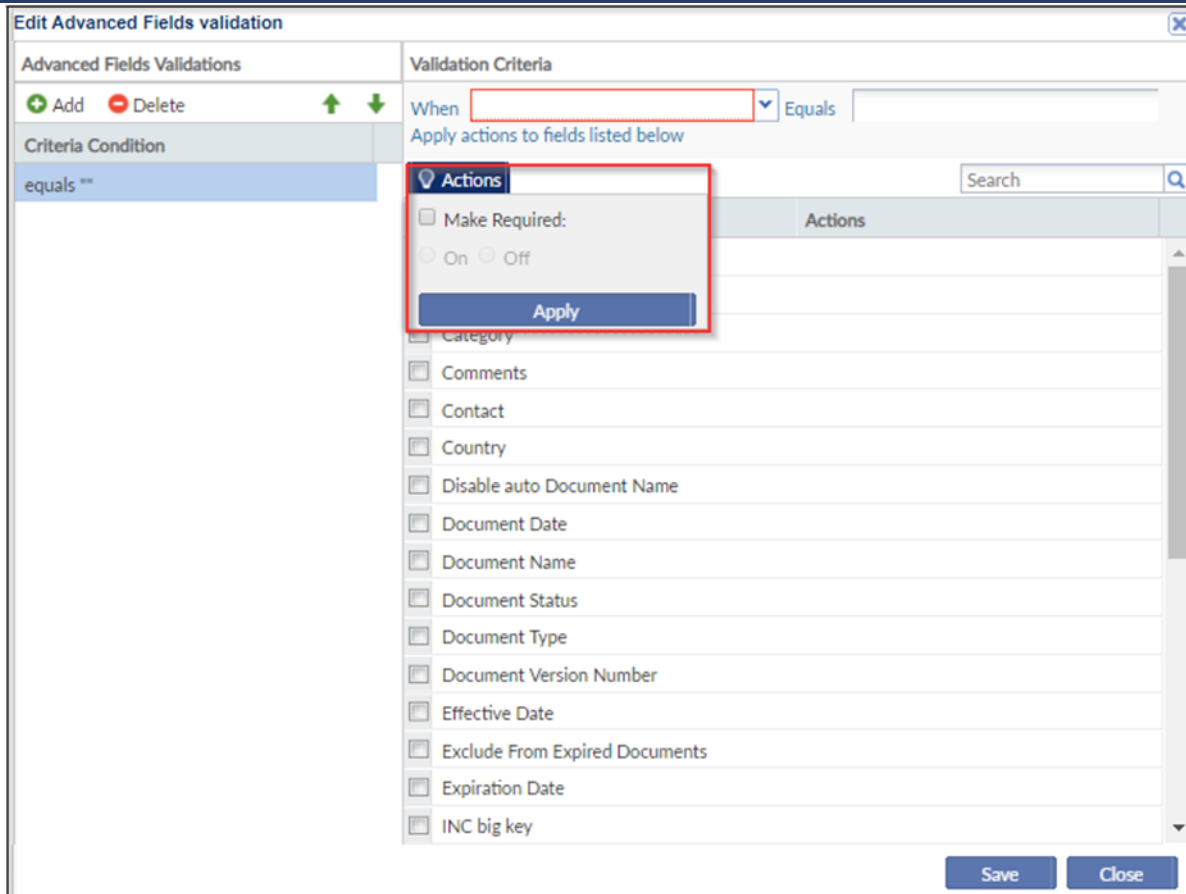 Edit Advanced Fields validation
Advanced Fields Validations
Validation Criteria
Add Delete
When Equals
Apply actions to fields listed below
Criteria Condition
equals ""
Actions
Search
Make Required:
Actions
On Off
Apply
Category
Comments
Contact
Country
Disable auto Document Name
Document Date
Document Name
Document Status
Document Type
Document Version Number
Effective Date
Exclude From Expired Documents
Expiration Date
INC big key
Save Close